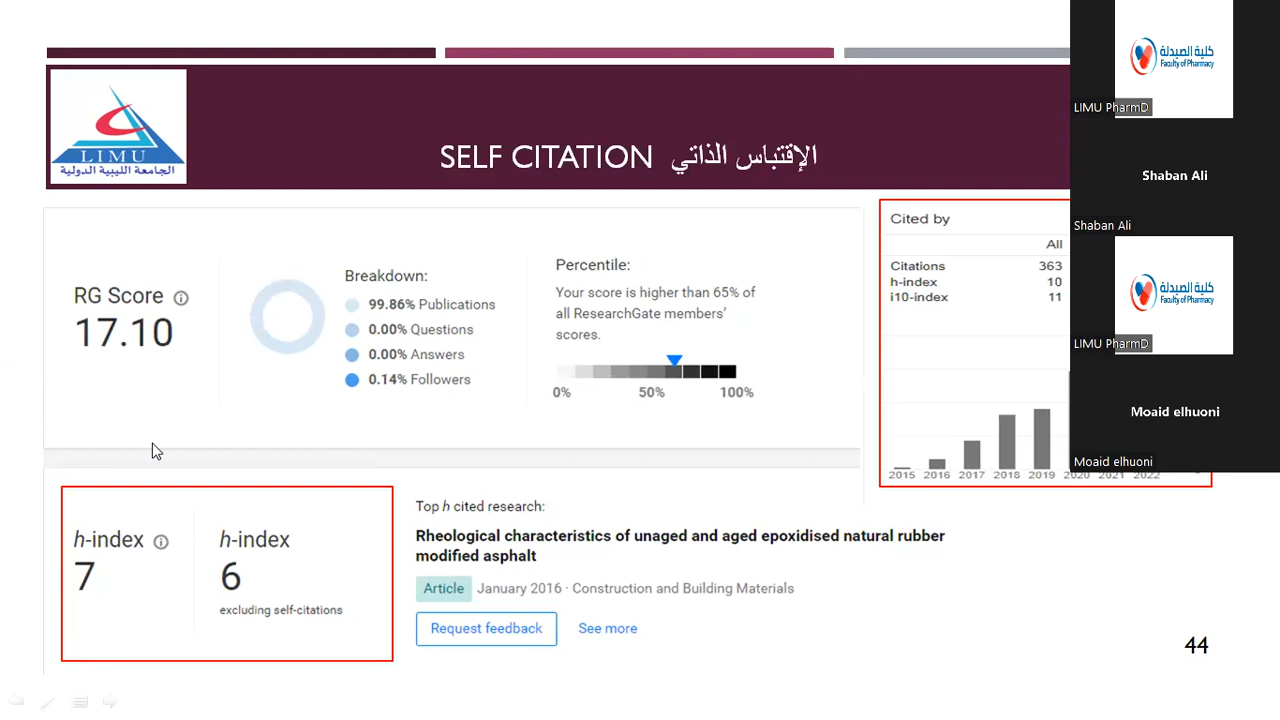 LIMU
الجامعة الليبية الدولية
SELF CITATION الإقتباس الذاتي
RG Score
17.10
Breakdown:
99.86% Publications
0.00% Questions
0.00% Answers
0.14% Followers
Percentile:
Your score is higher than 65% of
all ResearchGate members'
scores.
0% 50% 100%
Cited by
All
Citations 363
h-index 10
i10-index 11
2015 2016 2017 2018 2019 2020 2021 2022
h-index
7
h-index
6
excluding self-citations
Top h cited research:
Rheological characteristics of unaged and aged epoxidised natural rubber
modified asphalt
Article January 2016 · Construction and Building Materials
Request feedback See more
44
كلية الصيدلة
Faculty of Pharmacy
LIMU PharmD
Shaban Ali
Shaban Ali
كلية الصيدلة
Faculty of Pharmacy
LIMU PharmD
Moaid elhuoni
Moaid elhuoni